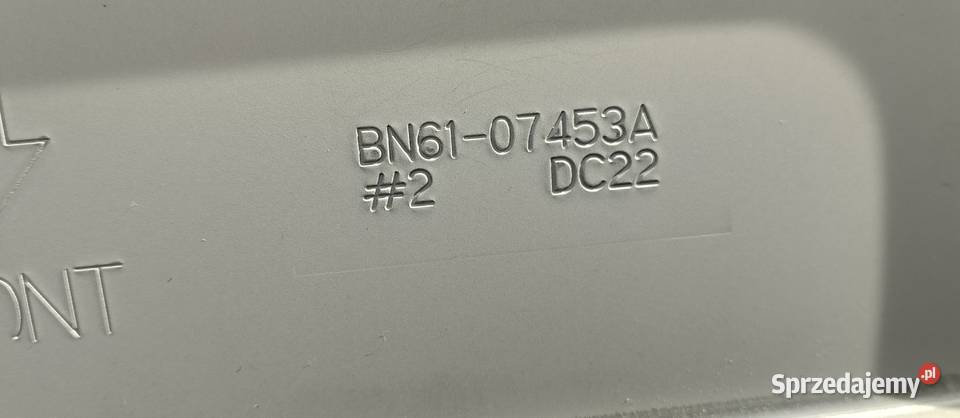 BN61-07453A
#2 DC22
Sprzedajemy.pl